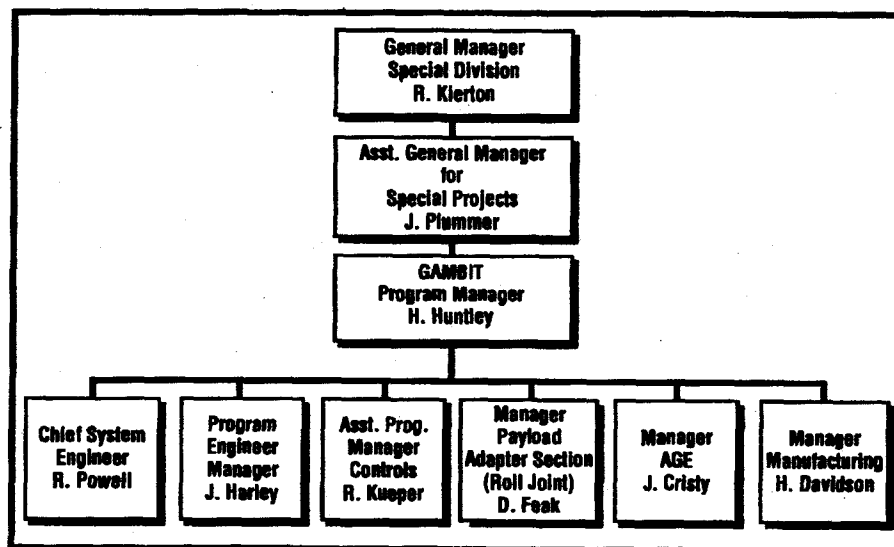 General Manager
Special Division
R. Kierton
Asst. General Manager
for
Special Projects
J. Plummer
GAMBIT
Program Manager
H. Huntley
Chief System
Engineer
R. Powell
Program
Engineer
Manager
J. Harley
Asst. Prog.
Manager
Controls
R. Kueper
Manager
Payload
Adapter Section
(Roll Joint)
D. Feak
Manager
AGE
J. Cristy
Manager
Manufacturing
H. Davidson